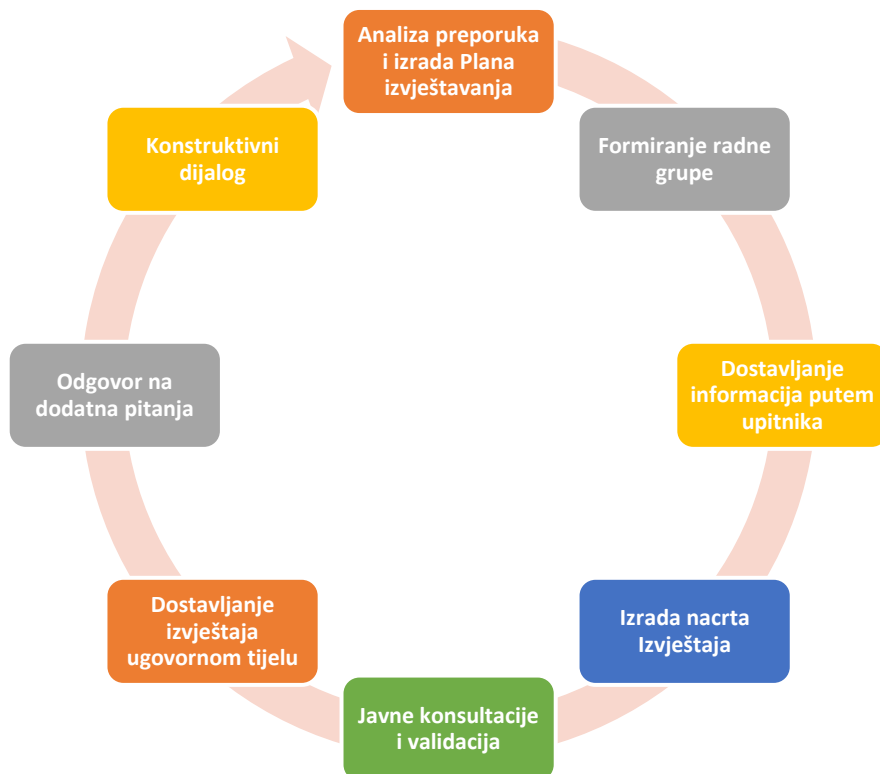 Analiza preporuka
i izrada Plana
izvještavanja
Formiranje radne
grupe
Dostavljanje
informacija putem
upitnika
Izrada nacrta
Izvještaja
Javne konsultacije
i validacija
Dostavljanje
izvještaja
ugovornom tijelu
Odgovor na
dodatna pitanja
Konstruktivni
dijalog